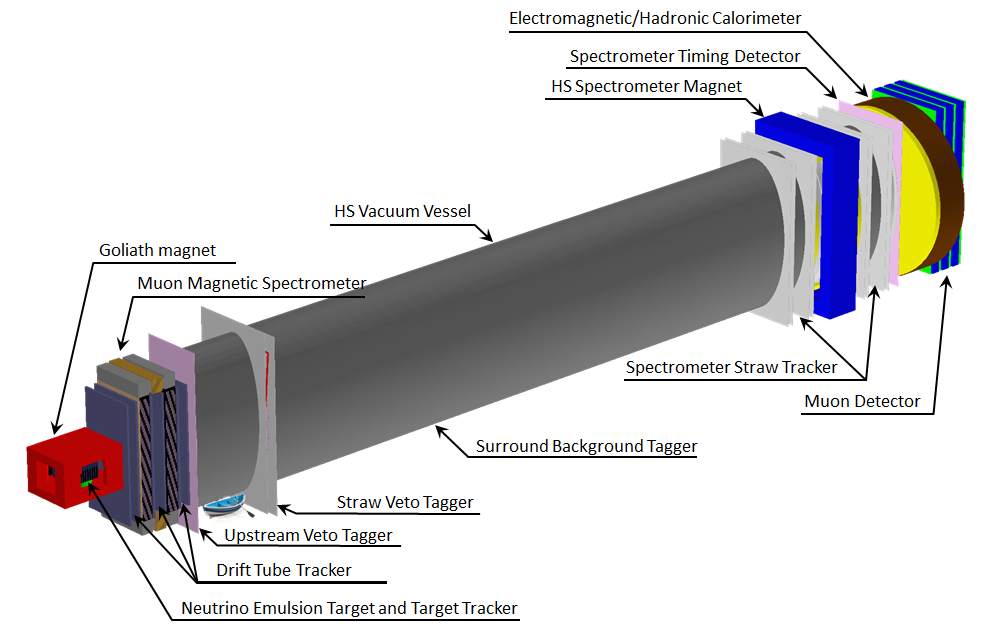 Electromagnetic/Hadronic Calorimeter
Spectrometer Timing Detector
HS Spectrometer Magnet
HS Vacuum Vessel
Goliath magnet
Muon Magnetic Spectrometer
Spectrometer Straw Tracker
Muon Detector
Surround Background Tagger
Straw Veto Tagger
Upstream Veto Tagger
Drift Tube Tracker
Neutrino Emulsion Target and Target Tracker